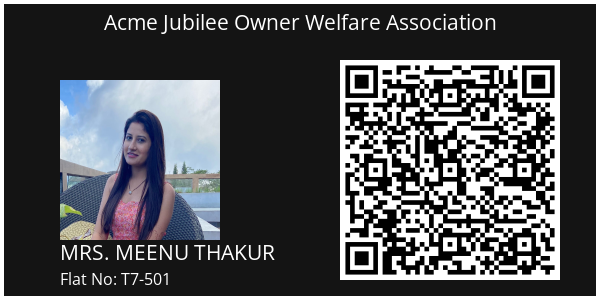 Acme Jubilee Owner Welfare Association
MRS. MEENU THAKUR
Flat No: T7-501